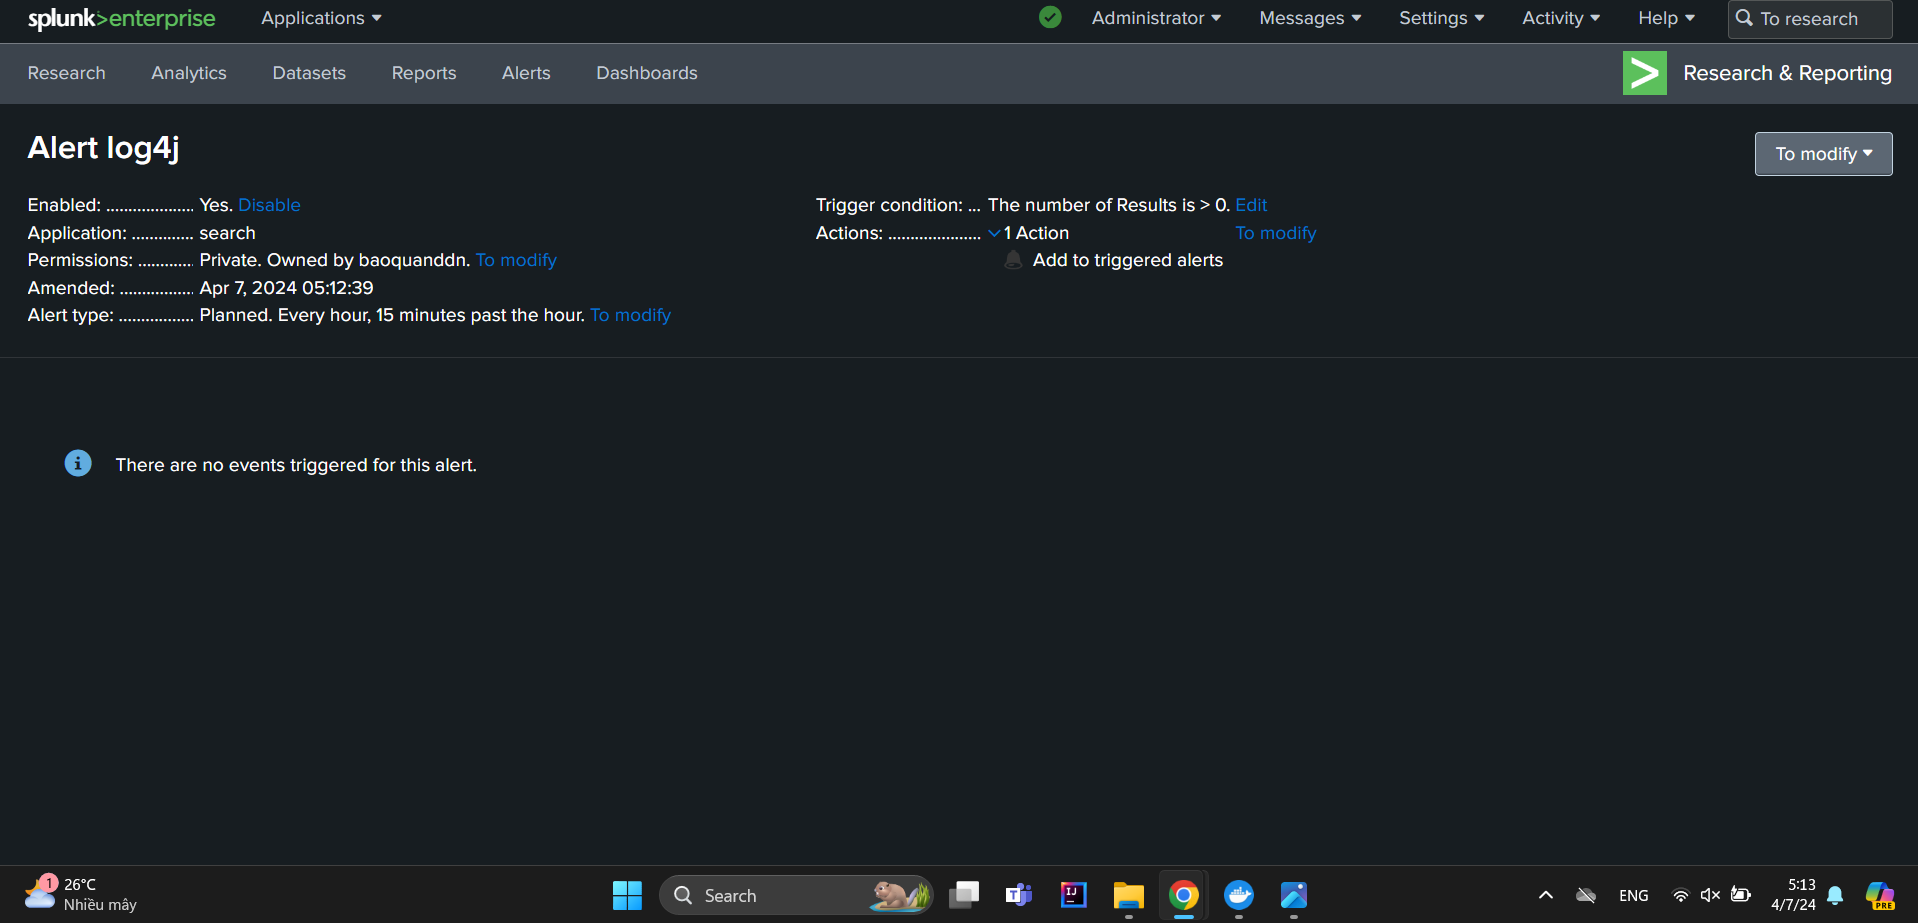 splunk>enterprise Applications Administrator Messages Settings Activity Help To research
Research Analytics Datasets Reports Alerts Dashboards > Research & Reporting
Alert log4j
To modify
Enabled: .................... Yes. Disable
Application: .............. search
Permissions: ............. Private. Owned by baoquanddn. To modify
Amended: ................. Apr 7, 2024 05:12:39
Alert type: ................. Planned. Every hour, 15 minutes past the hour. To modify
Trigger condition: ... The number of Results is > 0. Edit
Actions: ..................... 1 Action To modify
Add to triggered alerts
i There are no events triggered for this alert.
1 26°C
Nhiều mây
Search
T
IJ
ENG
5:13
4/7/24
PRE